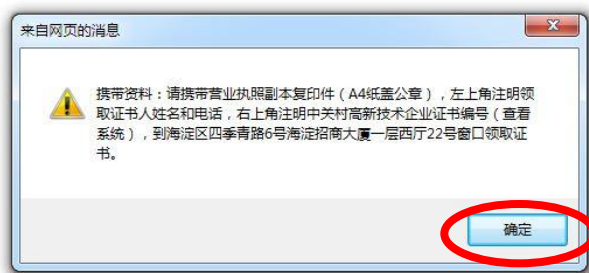 来自网页的消息
携带资料：请携带营业执照副本复印件（A4纸盖公章），左上角注明领
取证书人姓名和电话，右上角注明中关村高新技术企业证书编号（查看
系统），到海淀区四季青路6号海淀招商大厦一层西厅22号窗口领取证
书。
确定